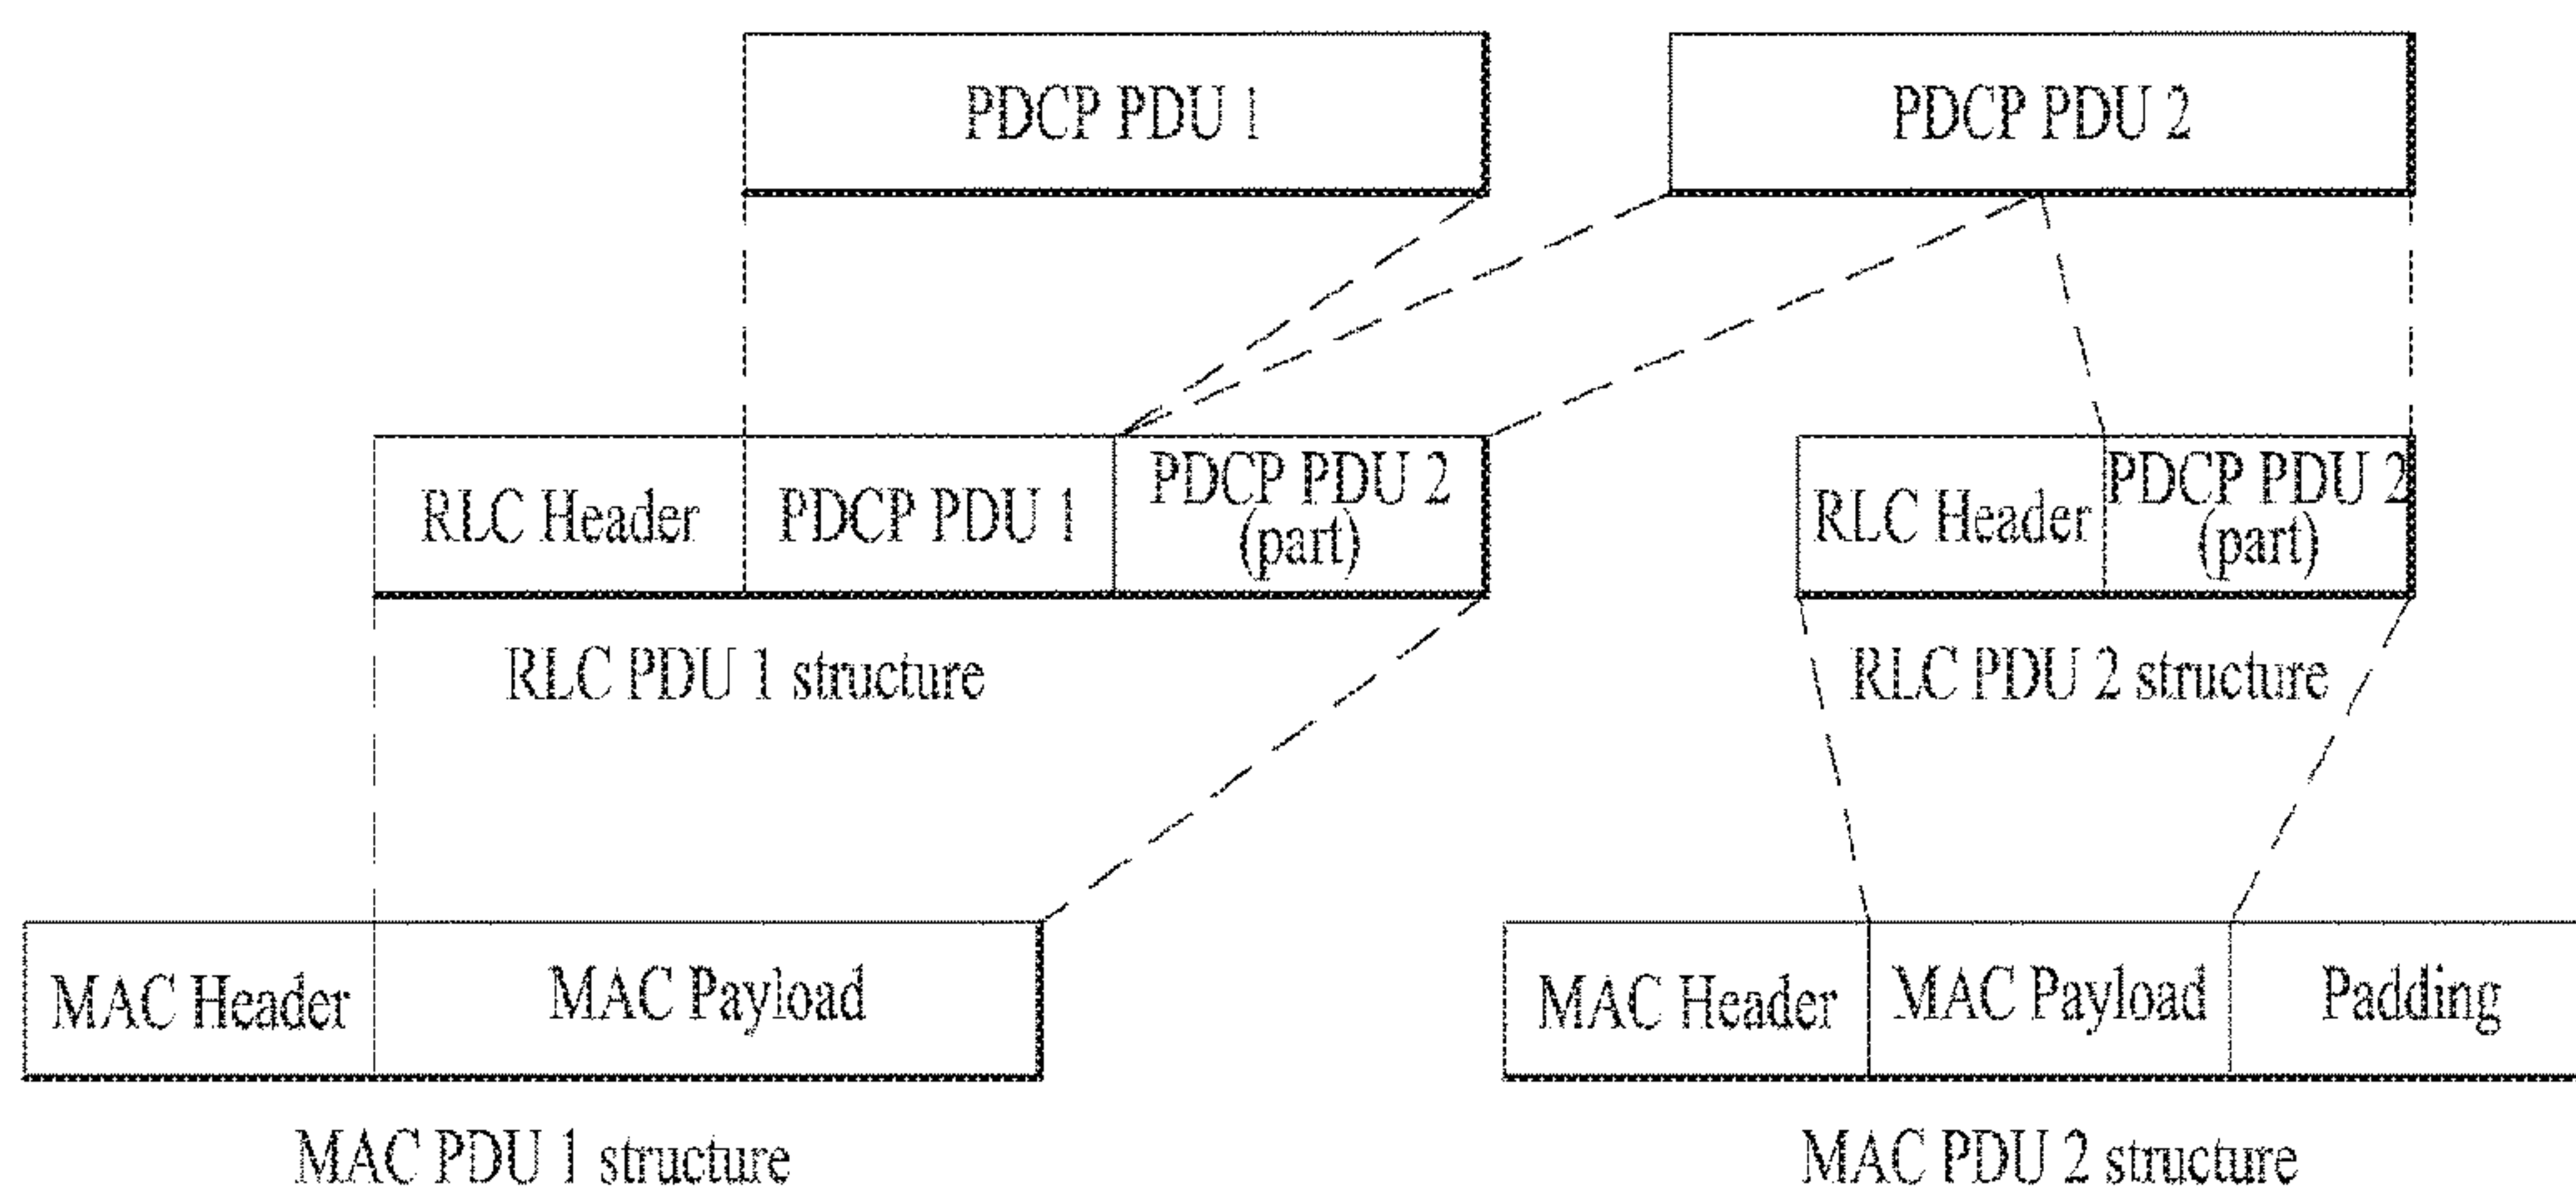 PDCP PDU 1
PDCP PDU 2
RLC Header
PDCP PDU 1
PDCP PDU 2
(part)
RLC Header
PDCP PDU 2
(part)
RLC PDU 1 structure
RLC PDU 2 structure
MAC Header
MAC Payload
MAC Header
MAC Payload
Padding
MAC PDU 1 structure
MAC PDU 2 structure